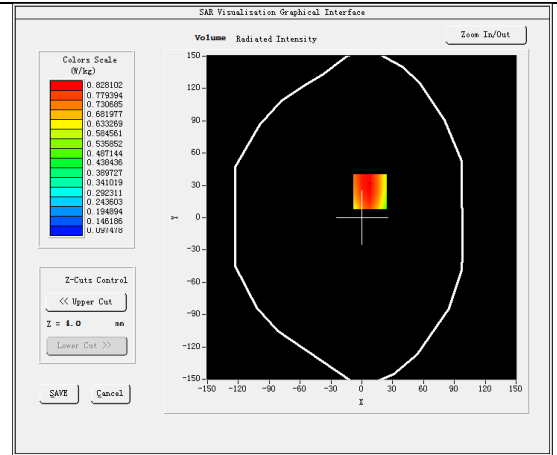 SAR Visualisation Graphical Interface
Volume Radiated Intensity
Zoom In/Out
Colors Scale
(W/kg)
0.828102
0.779394
0.730685
0.681977
0.633269
0.584561
0.535852
0.487144
0.438436
0.389727
0.341019
0.292311
0.243603
0.194894
0.146186
0.097478
Z-Cuts Control
<< Upper Cut
Z = 4.0 mm
Lower Cut >>
SAVE
Cancel
150
120
90
60
30
0
-30
-60
-90
-120
-150
Y
-150 -120 -90 -60 -30 0 30 60 90 120 150
X